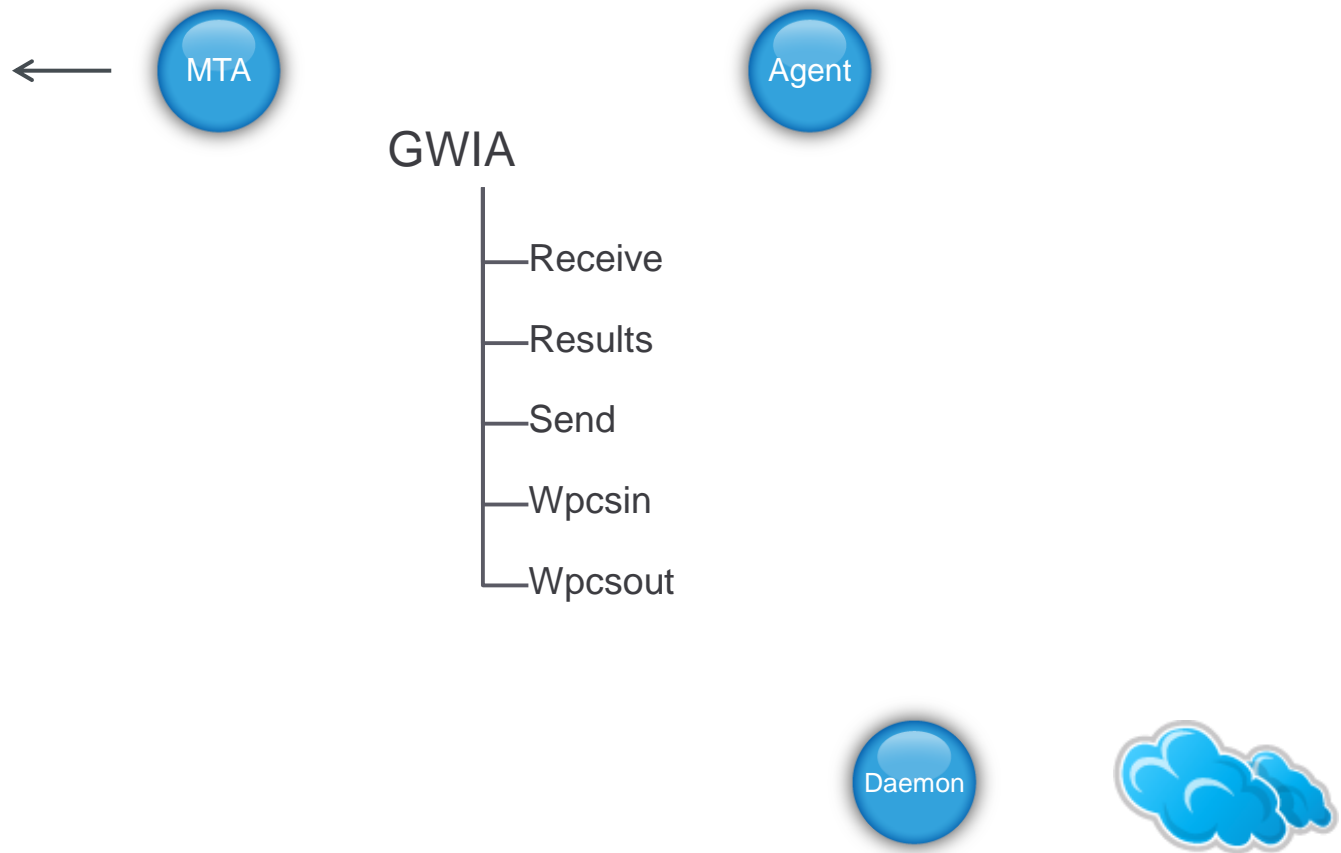 MTA
Agent
GWIA
Receive
Results
Send
Wpcsin
Wpcsout
Daemon